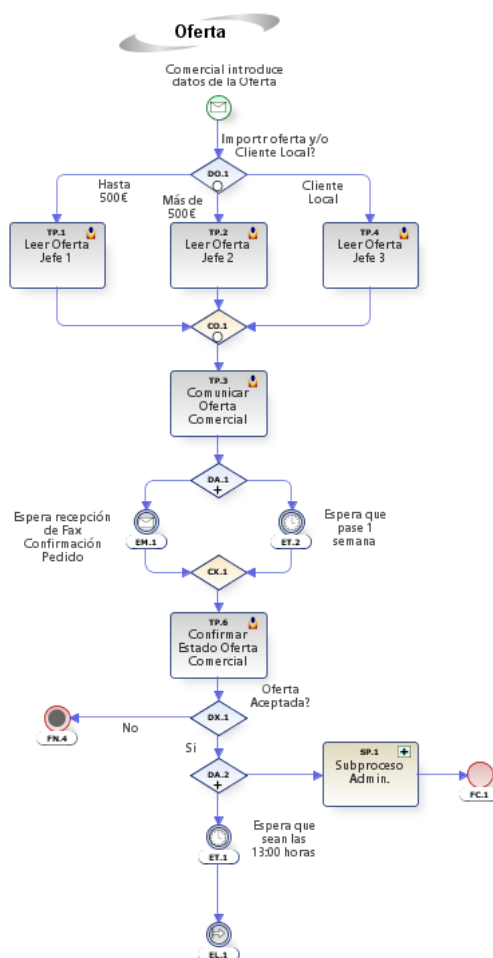 Oferta
Comercial introduce
datos de la Oferta
Importr oferta y/o
Cliente Local?
DO.1
Hasta
500€
Más de
500€
Cliente
Local
TP.1
Leer Oferta
Jefe 1
TP.2
Leer Oferta
Jefe 2
TP.4
Leer Oferta
Jefe 3
CO.1
TP.3
Comunicar
Oferta
Comercial
DA.1
Espera recepción
de Fax
Confirmación
Pedido
EM.1
ET.2
Espera que
pase 1
semana
CX.1
TP.6
Confirmar
Estado Oferta
Comercial
Oferta
Aceptada?
DX.1
No
FN.4
Si
DA.2
SP.1
Subproceso
Admin.
FC.1
ET.1
Espera que
sean las
13:00 horas
EL.1